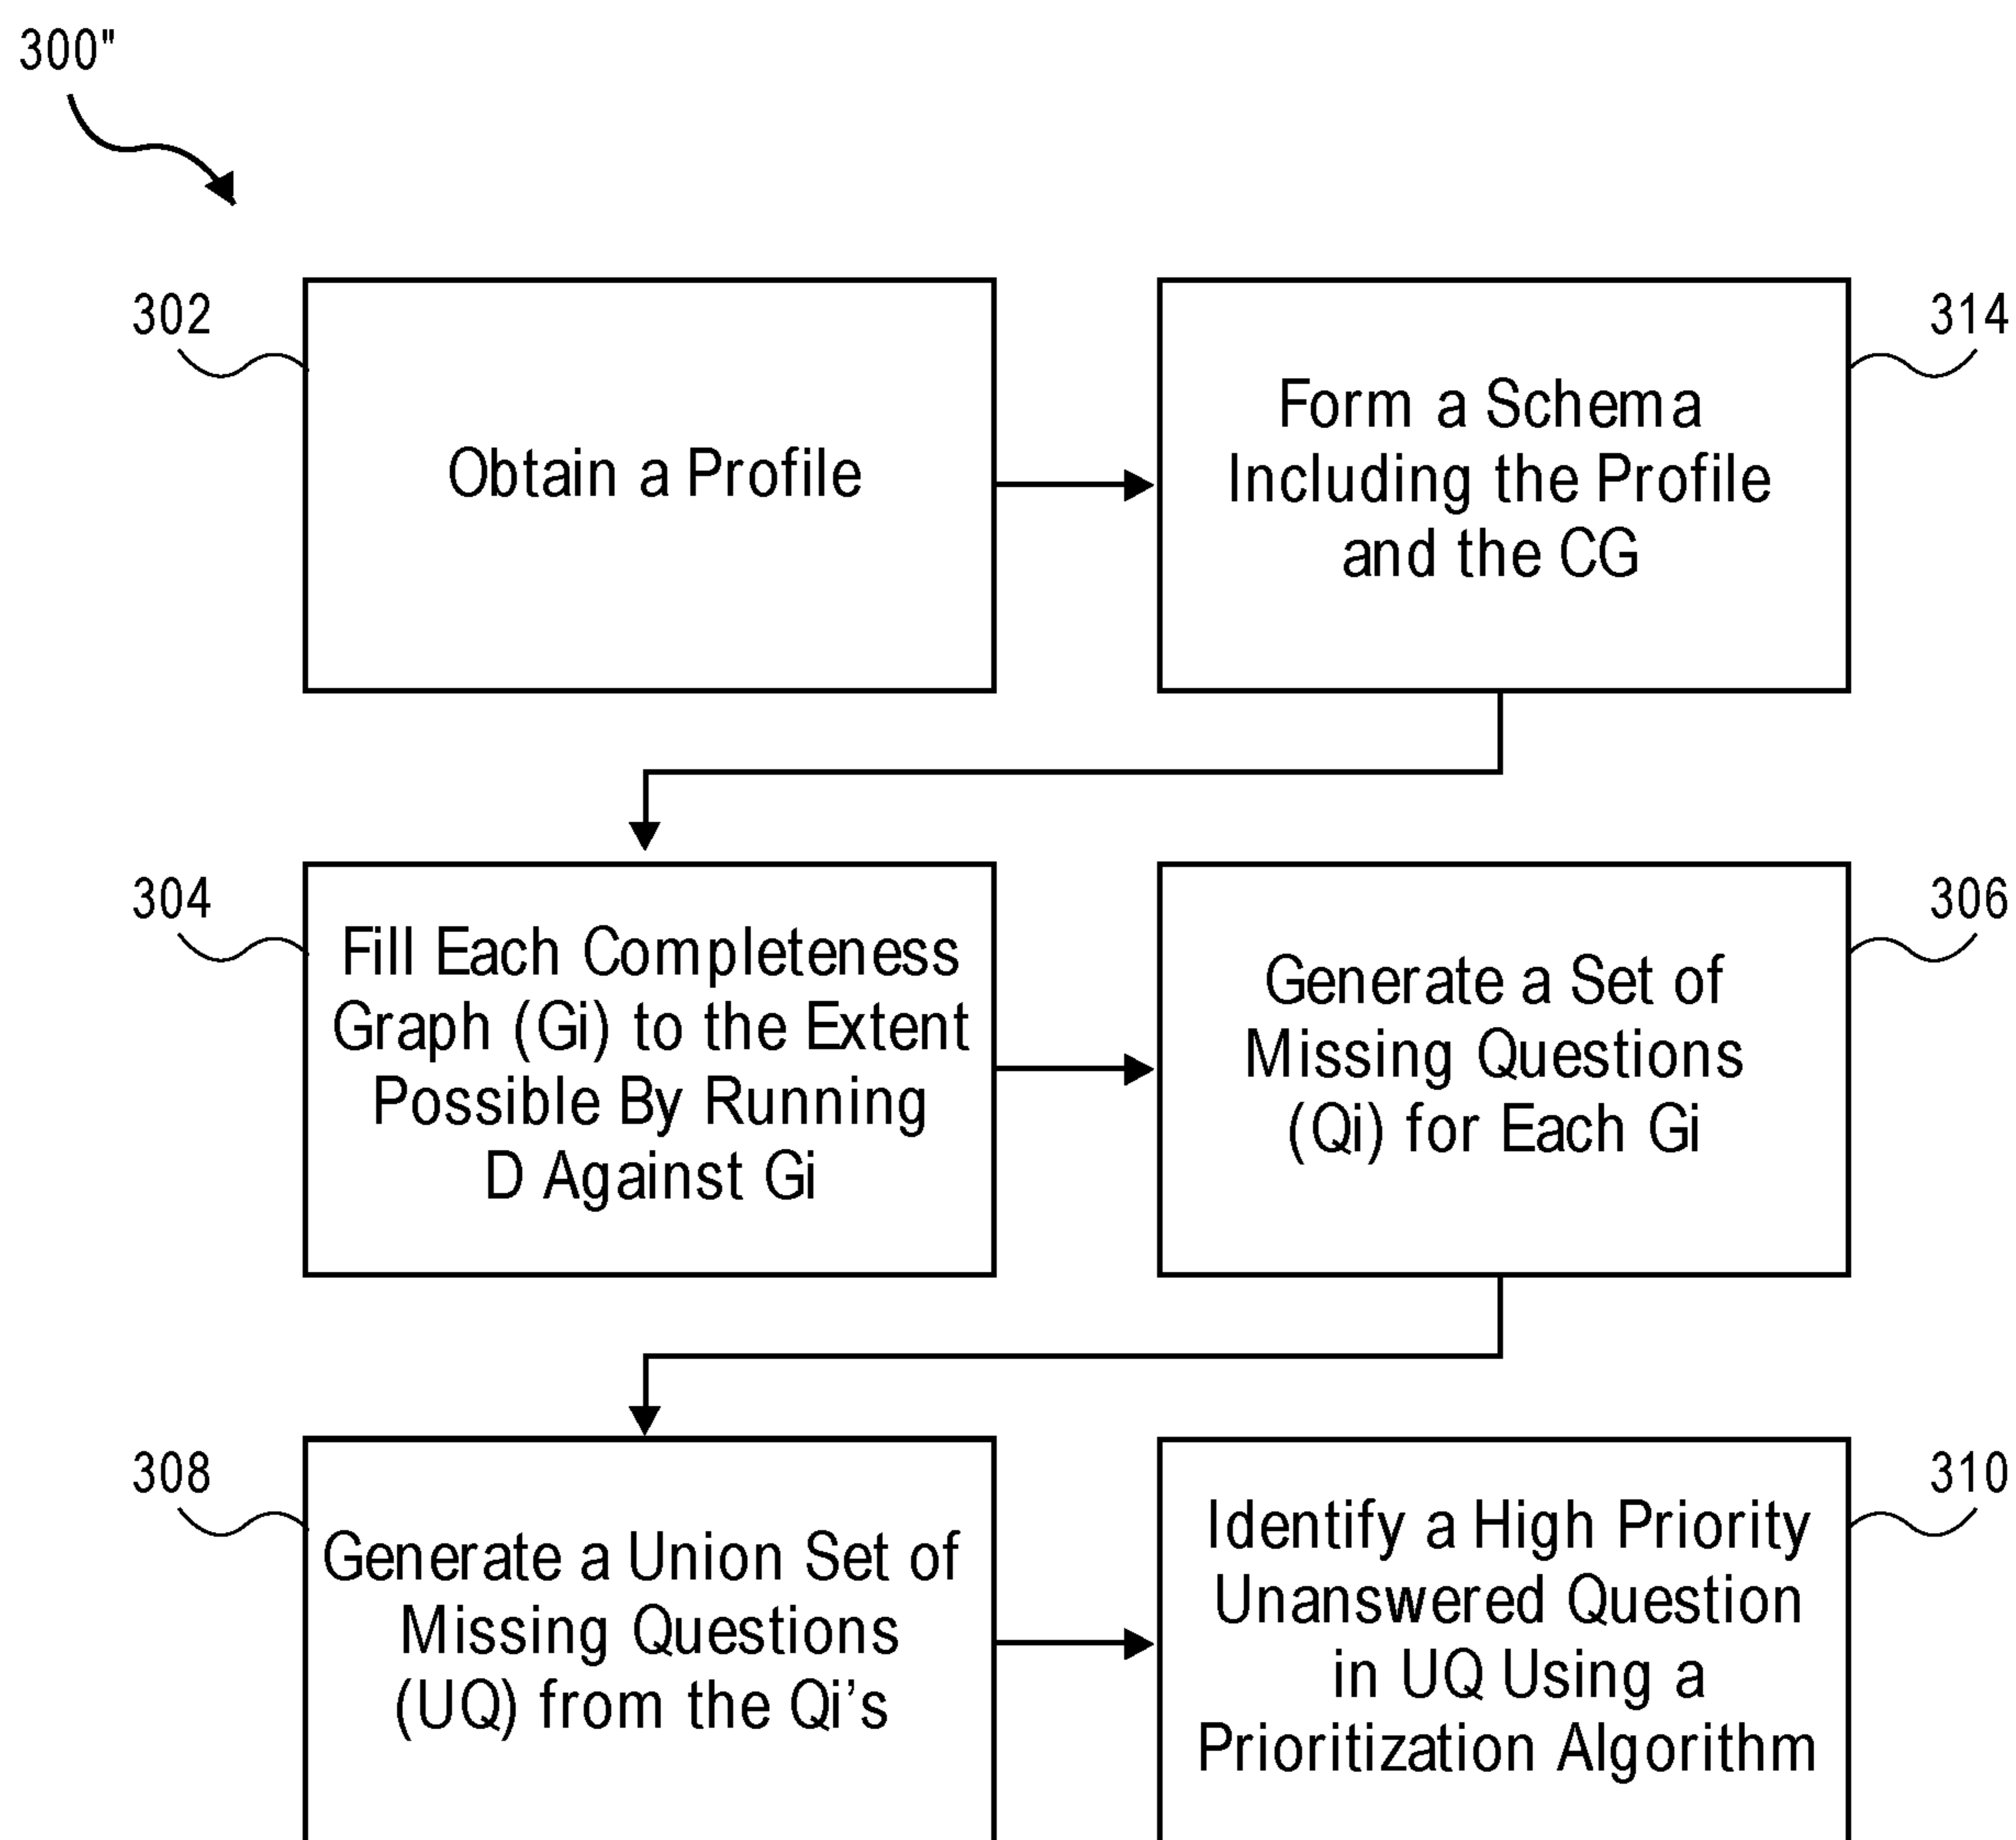 300"
302
Obtain a Profile
314
Form a Schema
Including the Profile
and the CG
304
Fill Each Completeness
Graph (Gi) to the Extent
Possible By Running
D Against Gi
306
Generate a Set of
Missing Questions
(Qi) for Each Gi
308
Generate a Union Set of
Missing Questions
(UQ) from the Qi’s
310
Identify a High Priority
Unanswered Question
in UQ Using a
Prioritization Algorithm